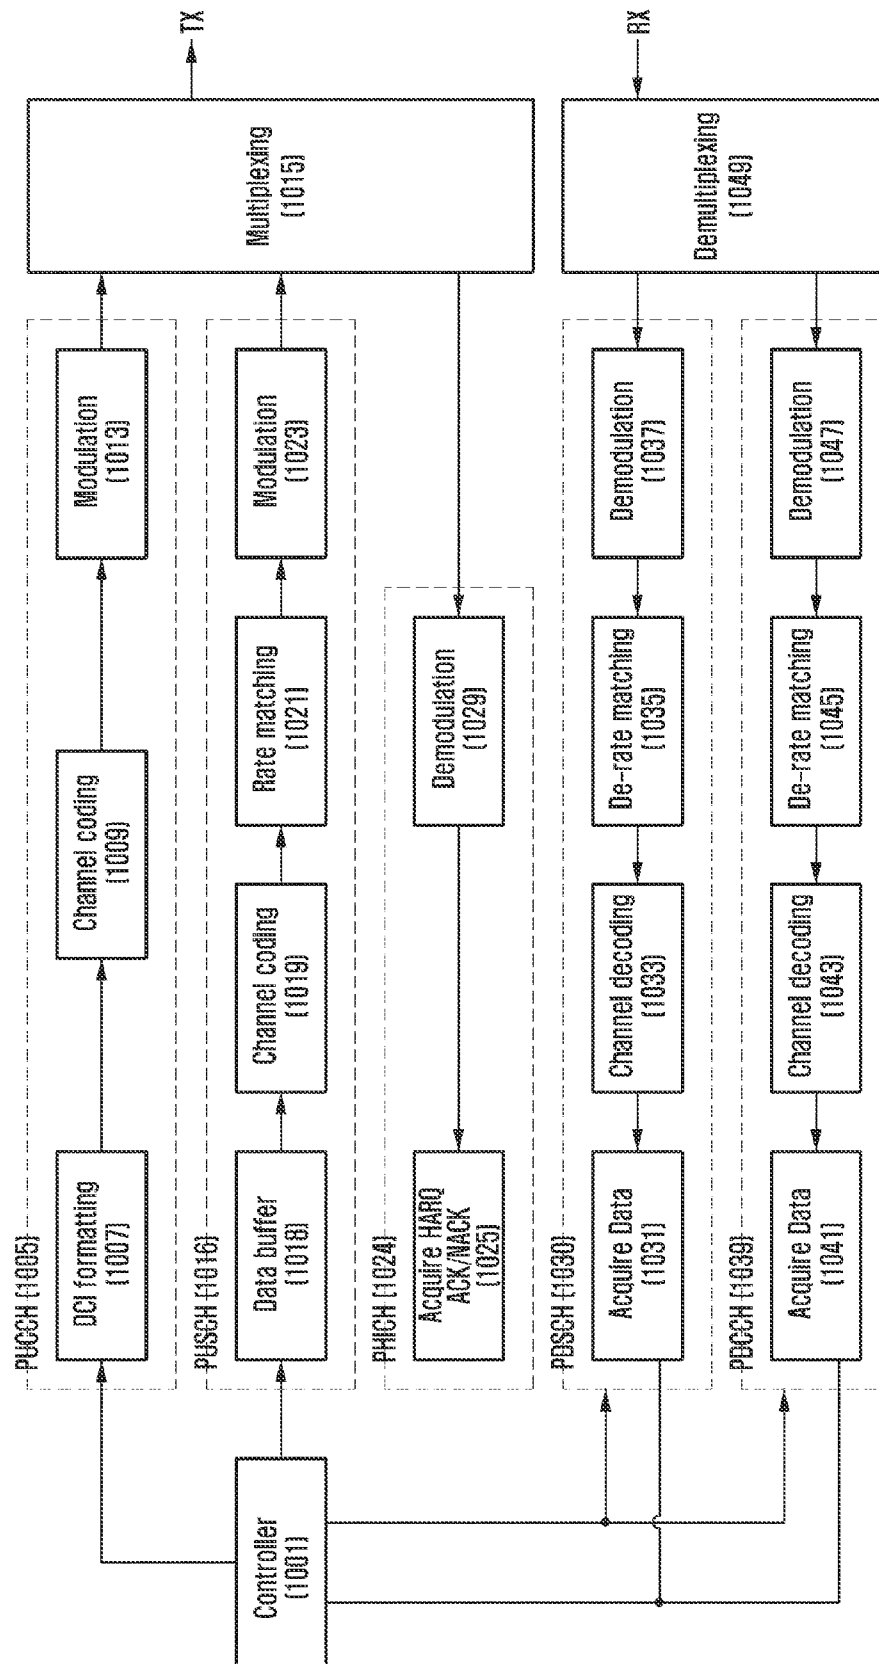 Controller
(1001)
PUCCH (1005)
DCI formatting
(1007)
Channel coding
(1009)
Modulation
(1013)
Multiplexing
(1015)
TX
PUSCH (1016)
Data buffer
(1018)
Channel coding
(1019)
Rate matching
(1021)
Modulation
(1023)
PHICH (1024)
Acquire HARQ
ACK/NACK
(1025)
Demodulation
(1029)
PDSCH (1030)
Acquire Data
(1031)
Channel decoding
(1033)
De-rate matching
(1035)
Demodulation
(1037)
Demultiplexing
(1049)
RX
PDCCH (1039)
Acquire Data
(1041)
Channel decoding
(1043)
De-rate matching
(1045)
Demodulation
(1047)